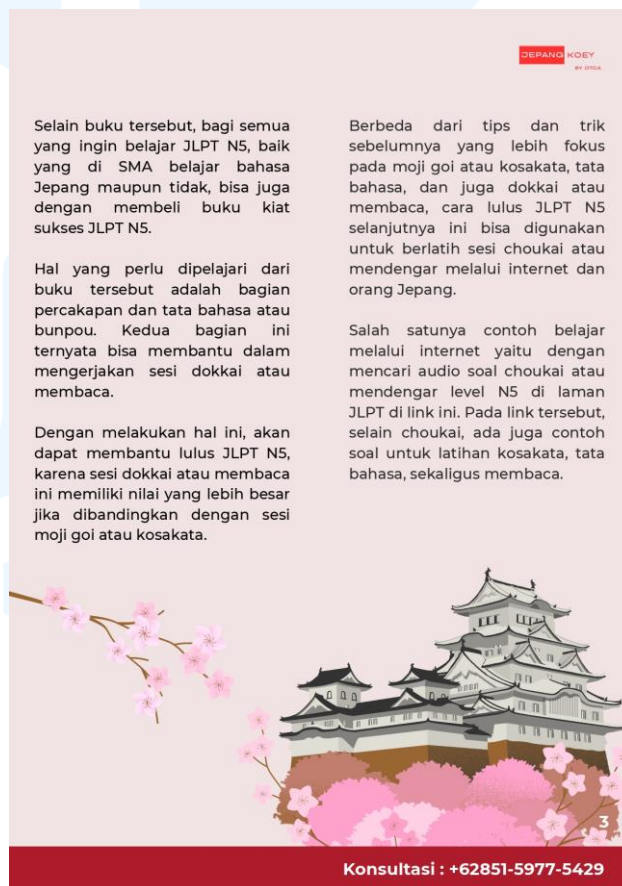 JEPANG KOEY
BY OTCA
Selain buku tersebut, bagi semua
yang ingin belajar JLPT N5, baik
yang di SMA belajar bahasa
Jepang maupun tidak, bisa juga
dengan membeli buku kiat
sukses JLPT N5.
Hal yang perlu dipelajari dari
buku tersebut adalah bagian
percakapan dan tata bahasa atau
bunpou. Kedua bagian ini
ternyata bisa membantu dalam
mengerjakan sesi dokkai atau
membaca.
Dengan melakukan hal ini, akan
dapat membantu lulus JLPT N5,
karena sesi dokkai atau membaca
ini memiliki nilai yang lebih besar
jika dibandingkan dengan sesi
moji goi atau kosakata.
Berbeda dari tips dan trik
sebelumnya yang lebih fokus
pada moji goi atau kosakata, tata
bahasa, dan juga dokkai atau
membaca, cara lulus JLPT N5
selanjutnya ini bisa digunakan
untuk berlatih sesi choukai atau
mendengar melalui internet dan
orang Jepang.
Salah satunya contoh belajar
melalui internet yaitu dengan
mencari audio soal choukai atau
mendengar level N5 di laman
JLPT di link ini. Pada link tersebut,
selain choukai, ada juga contoh
soal untuk latihan kosakata, tata
bahasa, sekaligus membaca.
3
Konsultasi : +62851-5977-5429